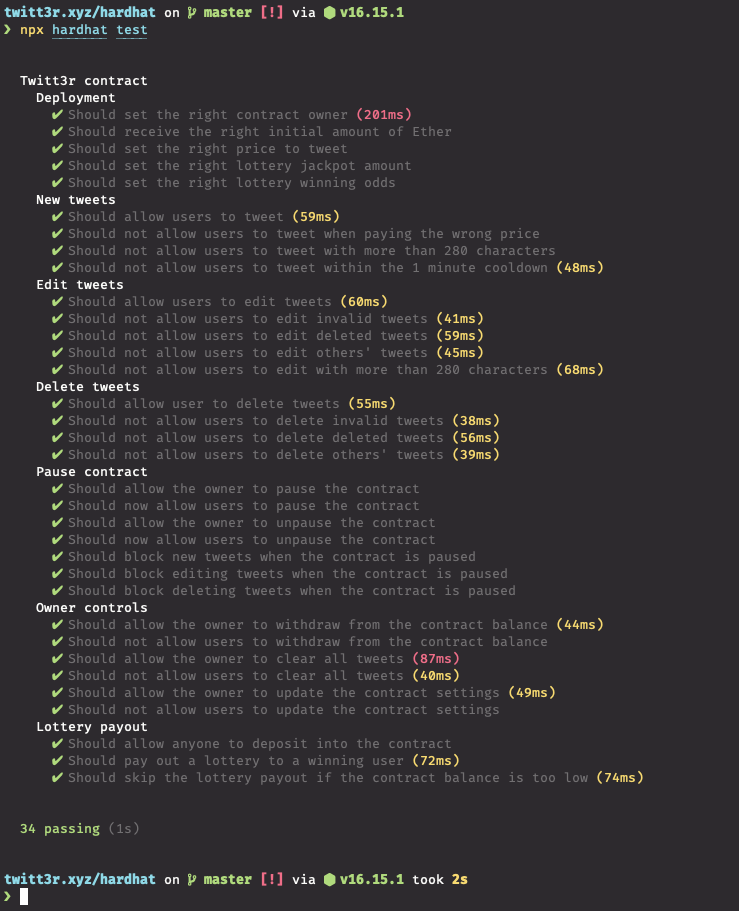 twitt3r.xyz/hardhat on master [!] via v16.15.1
❯ npx hardhat test
Twitt3r contract
Deployment
✔ Should set the right contract owner (201ms)
✔ Should receive the right initial amount of Ether
✔ Should set the right price to tweet
✔ Should set the right lottery jackpot amount
✔ Should set the right lottery winning odds
New tweets
✔ Should allow users to tweet (59ms)
✔ Should not allow users to tweet when paying the wrong price
✔ Should not allow users to tweet with more than 280 characters
✔ Should not allow users to tweet within the 1 minute cooldown (48ms)
Edit tweets
✔ Should allow users to edit tweets (60ms)
✔ Should not allow users to edit invalid tweets (41ms)
✔ Should not allow users to edit deleted tweets (59ms)
✔ Should not allow users to edit others' tweets (45ms)
✔ Should not allow users to edit with more than 280 characters (68ms)
Delete tweets
✔ Should allow user to delete tweets (55ms)
✔ Should not allow users to delete invalid tweets (38ms)
✔ Should not allow users to delete deleted tweets (56ms)
✔ Should not allow users to delete others' tweets (39ms)
Pause contract
✔ Should allow the owner to pause the contract
✔ Should now allow users to pause the contract
✔ Should allow the owner to unpause the contract
✔ Should now allow users to unpause the contract
✔ Should block new tweets when the contract is paused
✔ Should block editing tweets when the contract is paused
✔ Should block deleting tweets when the contract is paused
Owner controls
✔ Should allow the owner to withdraw from the contract balance (44ms)
✔ Should not allow users to withdraw from the contract balance
✔ Should allow the owner to clear all tweets (87ms)
✔ Should not allow users to clear all tweets (40ms)
✔ Should allow the owner to update the contract settings (49ms)
✔ Should not allow users to update the contract settings
Lottery payout
✔ Should allow anyone to deposit into the contract
✔ Should pay out a lottery to a winning user (72ms)
✔ Should skip the lottery payout if the contract balance is too low (74ms)
34 passing (1s)
twitt3r.xyz/hardhat on master [!] via v16.15.1 took 2s
❯